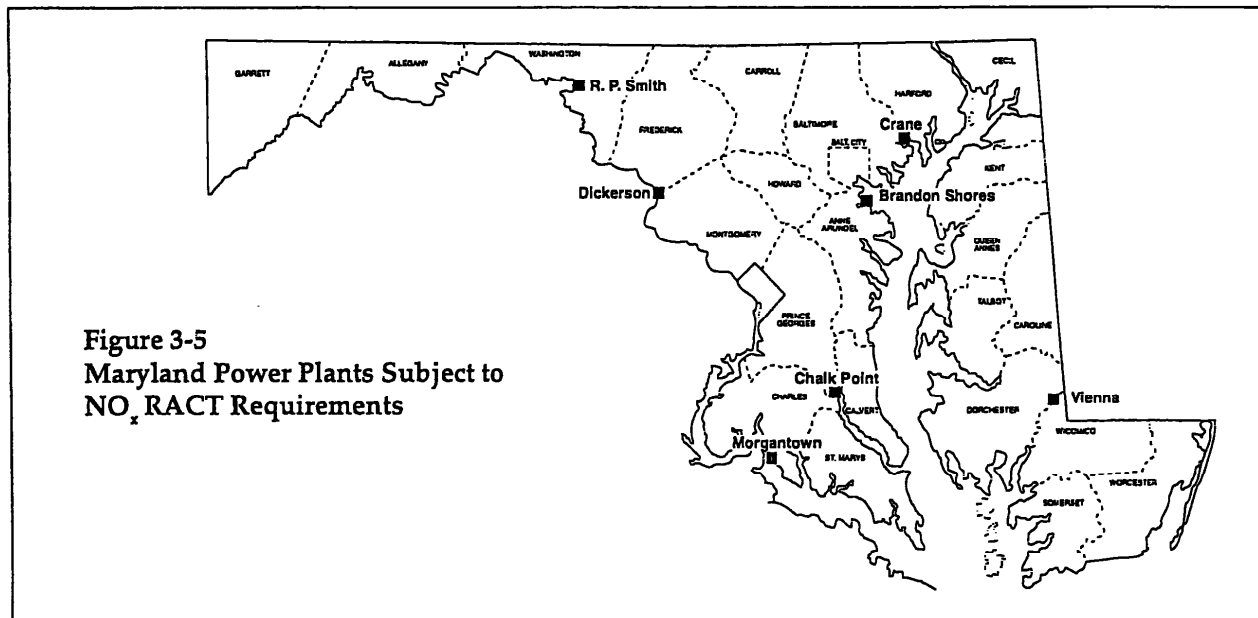 GARRETT
ALLEGANY
WASHINGTON
CARROLL
CECIL
R. P. Smith
HARFORD
FREDERICK
BALTIMORE
Crane
BALT. CITY
KENT
Dickerson
HOWARD
Brandon Shores
ANNE
ARUNDEL
MONTGOMERY
QUEEN
ANNES
TALBOT
CAROLINE
PRINCE
GEORGES
Figure 3-5
Maryland Power Plants Subject to
NOx RACT Requirements
Chalk Point
CHARLES
CALVERT
DORCHESTER
Vienna
WICOMICO
Morgantown
ST. MARYS
WORCESTER
SOMERSET